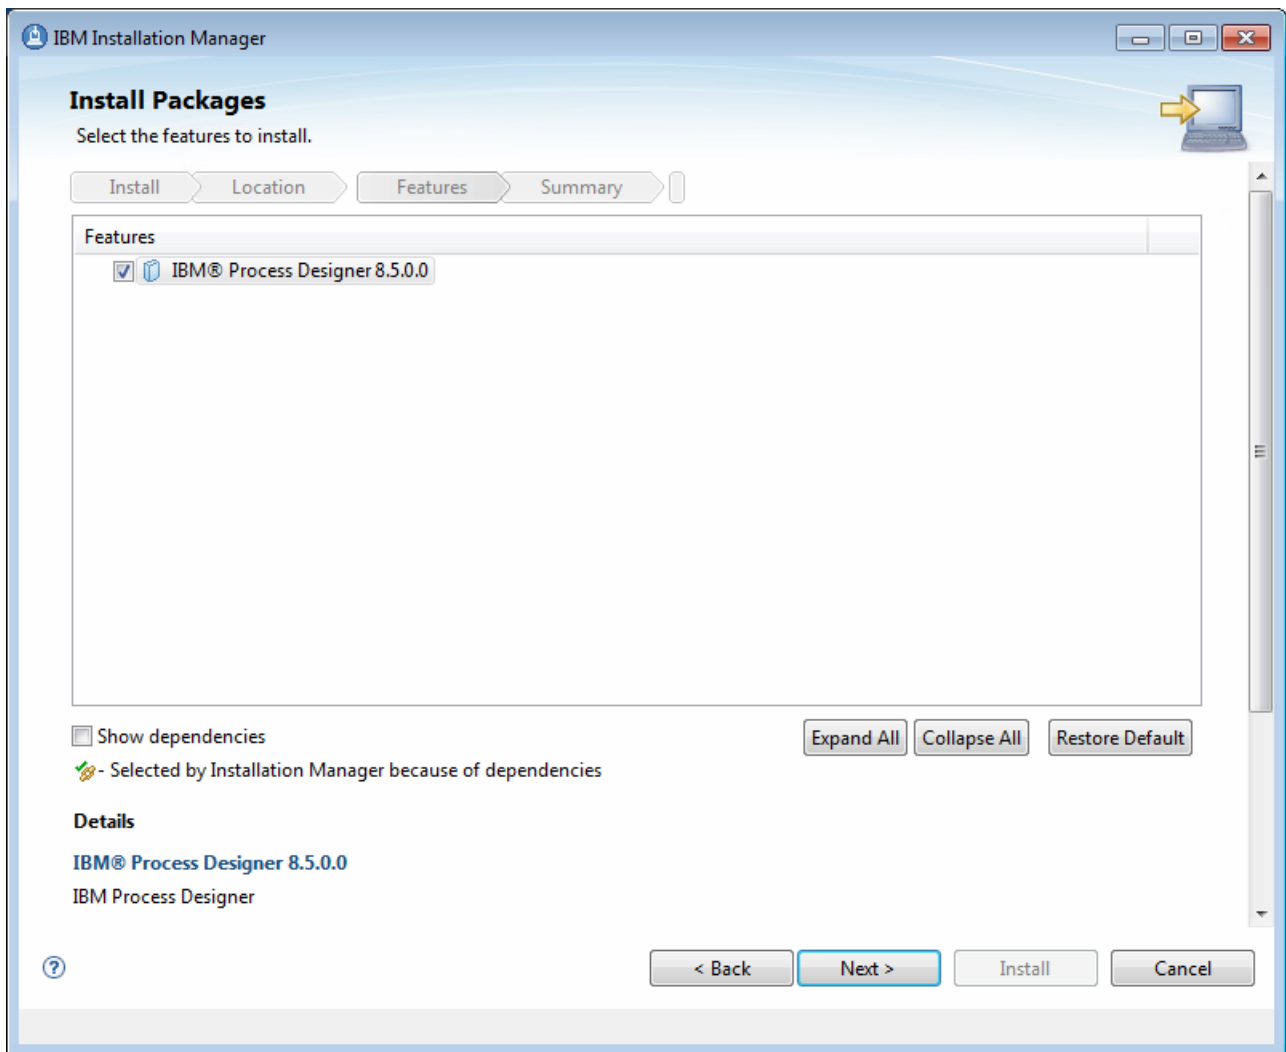 IBM Installation Manager
Install Packages
Select the features to install.
Install Location Features Summary
Features
IBM® Process Designer 8.5.0.0
Show dependencies Expand All Collapse All Restore Default
- Selected by Installation Manager because of dependencies
Details
IBM® Process Designer 8.5.0.0
IBM Process Designer
? < Back Next > Install Cancel